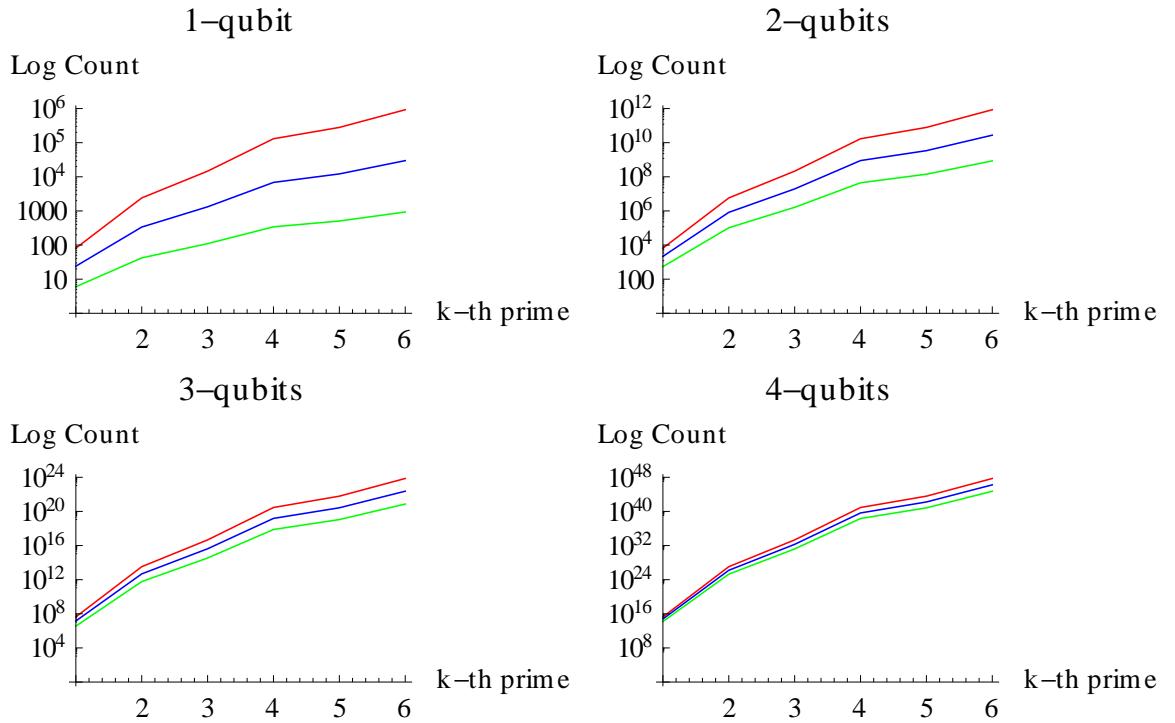 1–qubit
Log Count
10^6
10^5
10^4
1000
100
10
2 3 4 5 6
k–th prime
2–qubits
Log Count
10^12
10^10
10^8
10^6
10^4
100
2 3 4 5 6
k–th prime
3–qubits
Log Count
10^24
10^20
10^16
10^12
10^8
10^4
2 3 4 5 6
k–th prime
4–qubits
Log Count
10^48
10^40
10^32
10^24
10^16
10^8
2 3 4 5 6
k–th prime